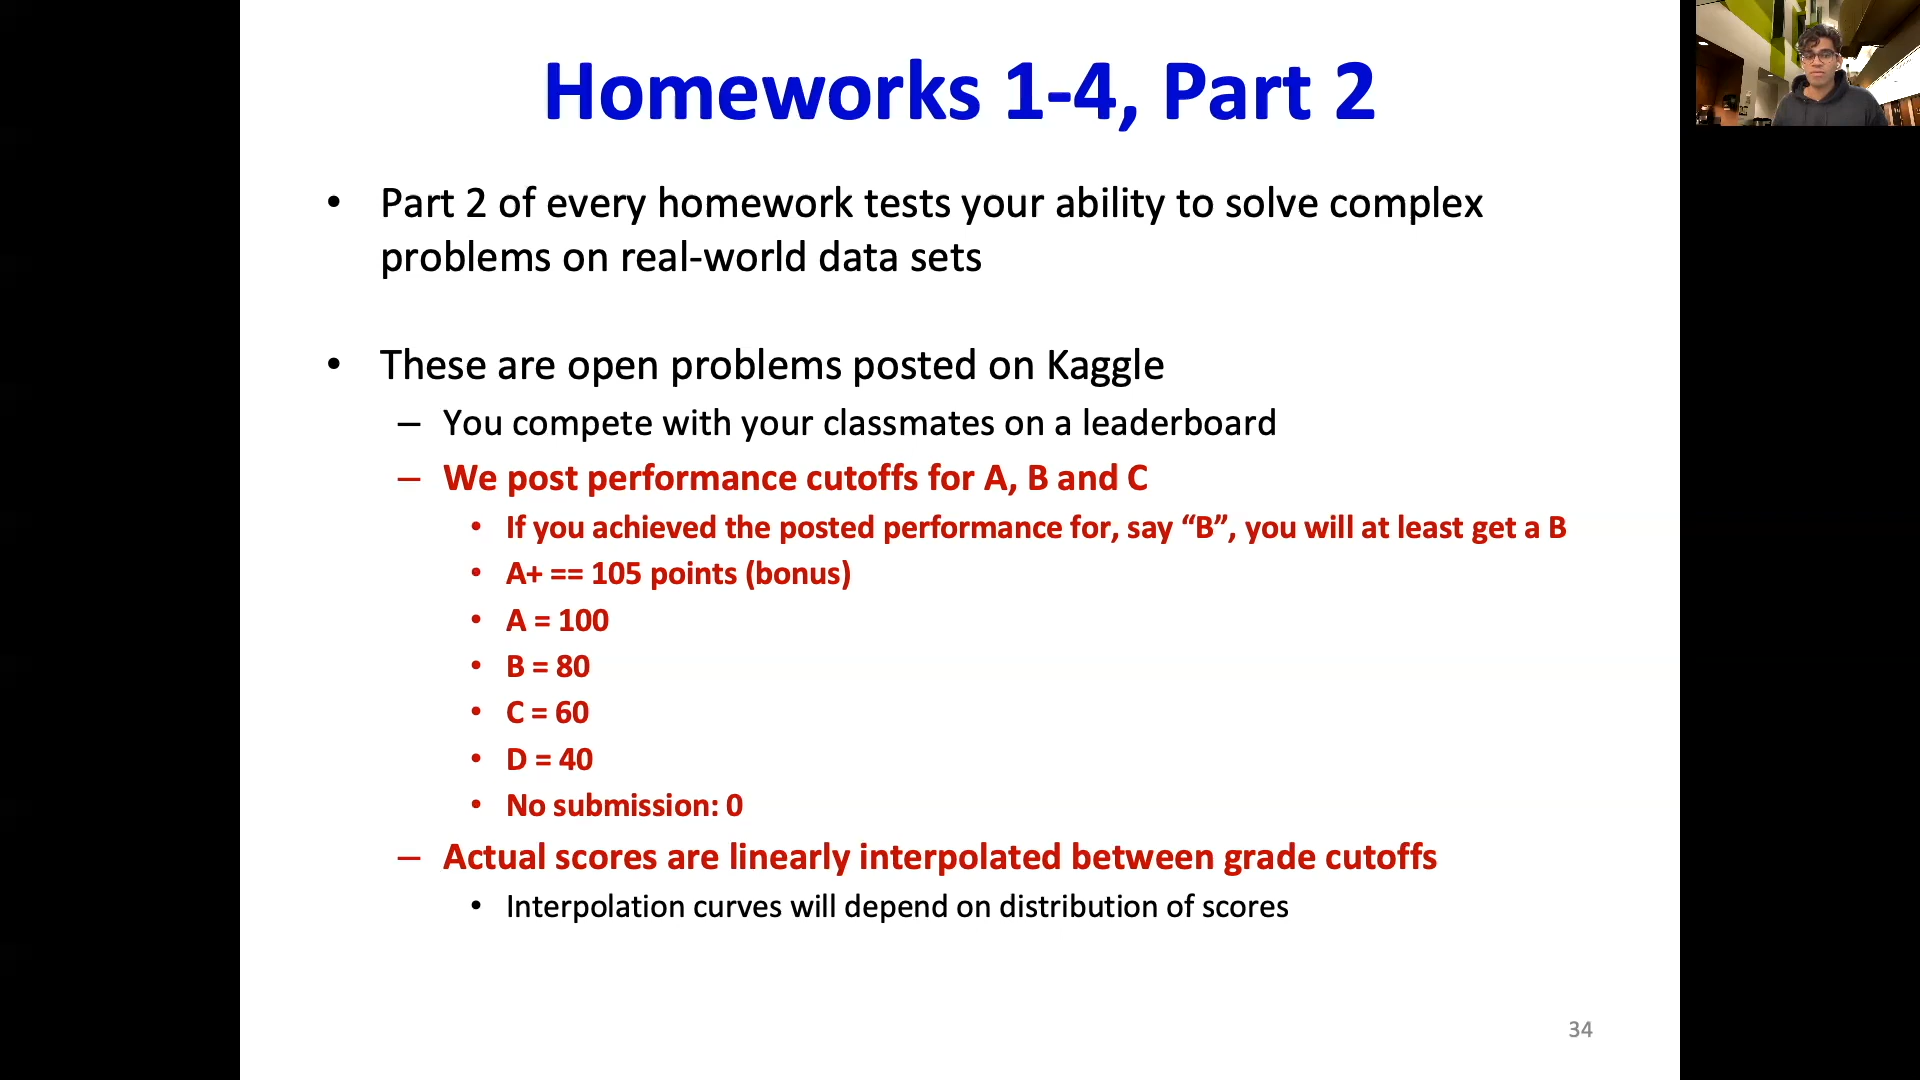 Homeworks 1-4, Part 2
• Part 2 of every homework tests your ability to solve complex
problems on real-world data sets
• These are open problems posted on Kaggle
– You compete with your classmates on a leaderboard
– We post performance cutoffs for A, B and C
• If you achieved the posted performance for, say “B”, you will at least get a B
• A+ == 105 points (bonus)
• A = 100
• B = 80
• C = 60
• D = 40
• No submission: 0
– Actual scores are linearly interpolated between grade cutoffs
• Interpolation curves will depend on distribution of scores
34